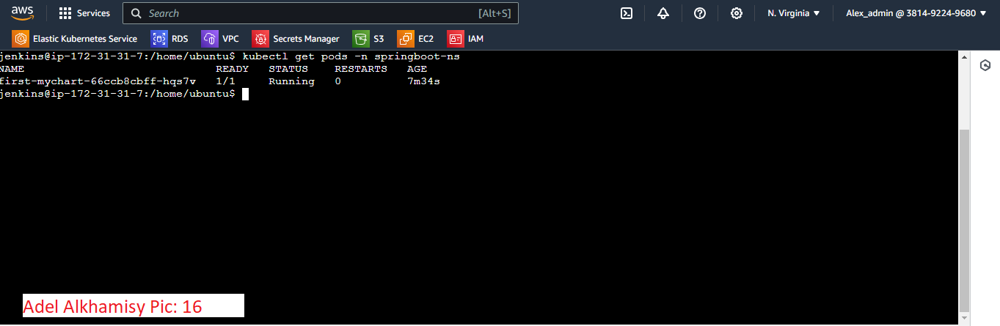 aws Services Search [Alt+S] N. Virginia Alex_admin @ 3814-9224-9680
Elastic Kubernetes Service RDS VPC Secrets Manager S3 EC2 IAM
jenkins@ip-172-31-31-7:/home/ubuntu$ kubectl get pods -n springboot-ns
NAME READY STATUS RESTARTS AGE
first-mychart-66ccb8cbff-hqs7v 1/1 Running 0 7m34s
jenkins@ip-172-31-31-7:/home/ubuntu$
Adel Alkhamisy Pic: 16